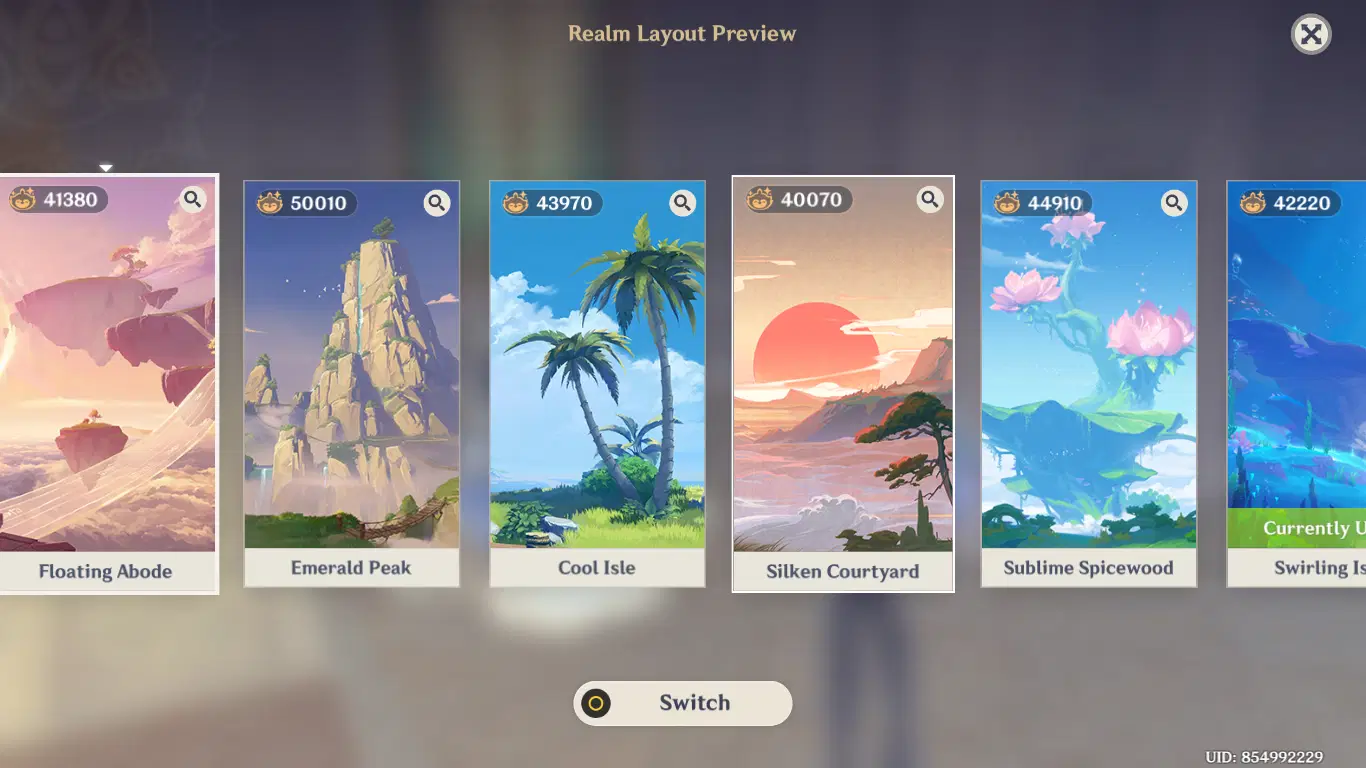 Realm Layout Preview
41380
50010
43970
40070
44910
42220
Currently U
Floating Abode
Emerald Peak
Cool Isle
Silken Courtyard
Sublime Spicewood
Swirling Is
Switch
UID: 854992229